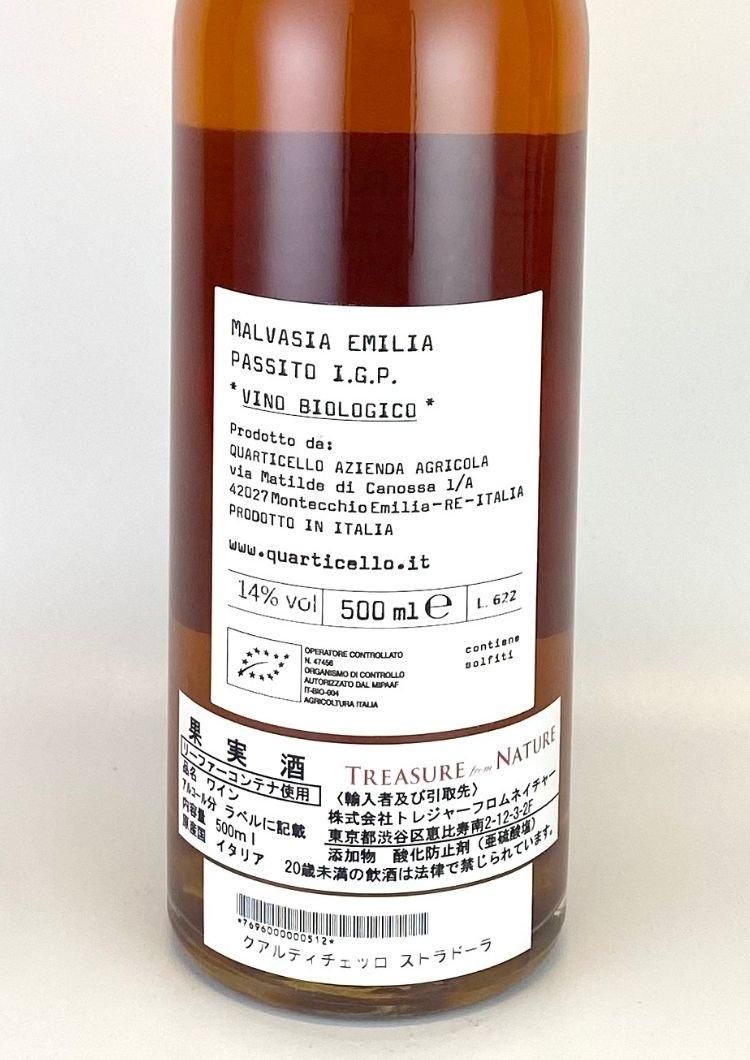 MALVASIA EMILIA
PASSITO I.G.P.
*VINO BIOLOGICO*
Prodotto da:
QUARTICELLO AZIENDA AGRICOLA
via Matilde di Canossa 1/A
42027 Montecchio Emilia-RE-ITALIA
PRODOTTO IN ITALIA
www.quarticello.it
14% vol 500 ml e L. 622
OPERATORE CONTROLLATO
N. 47456
ORGANISMO DI CONTROLLO
AUTORIZZATO DAL MIPAAF
IT-BIO-004
AGRICOLTURA ITALIA
contiene
solfiti
果実酒
リーファーコンテナ使用
品名 ワイン
アルコール分 ラベルに記載
内容量 500ml
原産国 イタリア
TREASURE from NATURE
〈輸入者及び引取先〉
株式会社トレジャーフロムネイチャー
東京都渋谷区恵比寿南2-12-3-2F
添加物 酸化防止剤(亜硫酸塩)
20歳未満の飲酒は法律で禁じられています。
*7696000000512*
クアルティチェッロ ストラドーラ